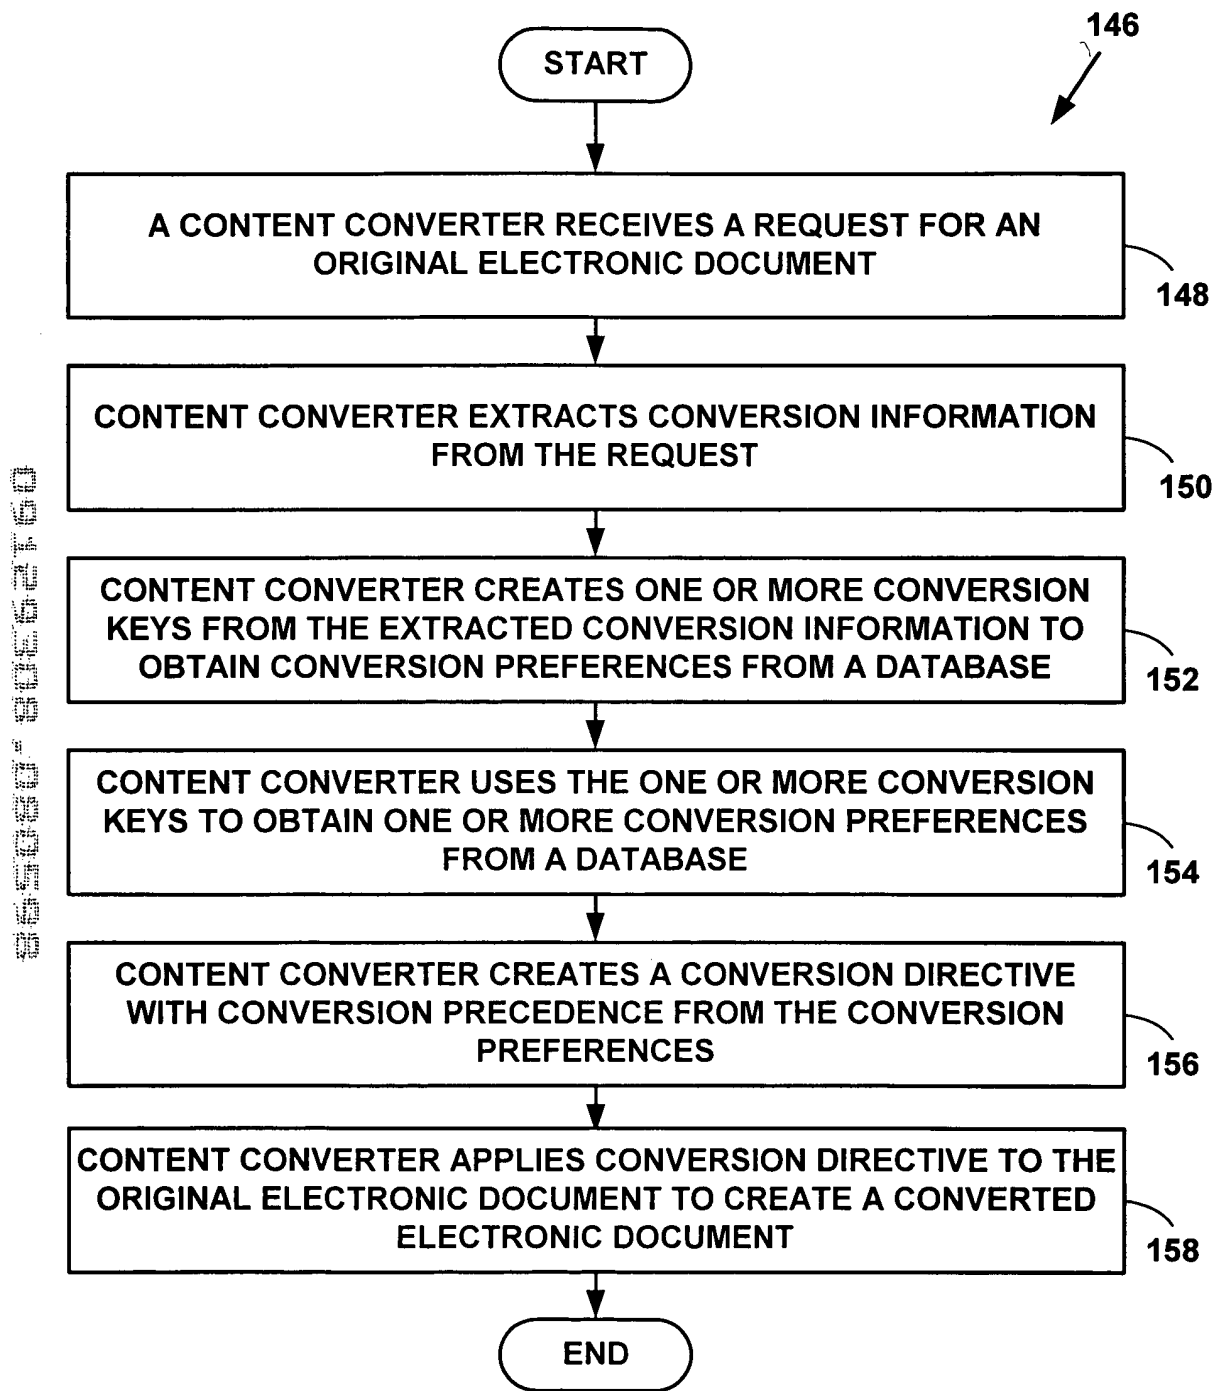 146
START
A CONTENT CONVERTER RECEIVES A REQUEST FOR AN
ORIGINAL ELECTRONIC DOCUMENT
148
CONTENT CONVERTER EXTRACTS CONVERSION INFORMATION
FROM THE REQUEST
150
CONTENT CONVERTER CREATES ONE OR MORE CONVERSION
KEYS FROM THE EXTRACTED CONVERSION INFORMATION TO
OBTAIN CONVERSION PREFERENCES FROM A DATABASE
152
CONTENT CONVERTER USES THE ONE OR MORE CONVERSION
KEYS TO OBTAIN ONE OR MORE CONVERSION PREFERENCES
FROM A DATABASE
154
CONTENT CONVERTER CREATES A CONVERSION DIRECTIVE
WITH CONVERSION PRECEDENCE FROM THE CONVERSION
PREFERENCES
156
CONTENT CONVERTER APPLIES CONVERSION DIRECTIVE TO THE
ORIGINAL ELECTRONIC DOCUMENT TO CREATE A CONVERTED
ELECTRONIC DOCUMENT
158
END